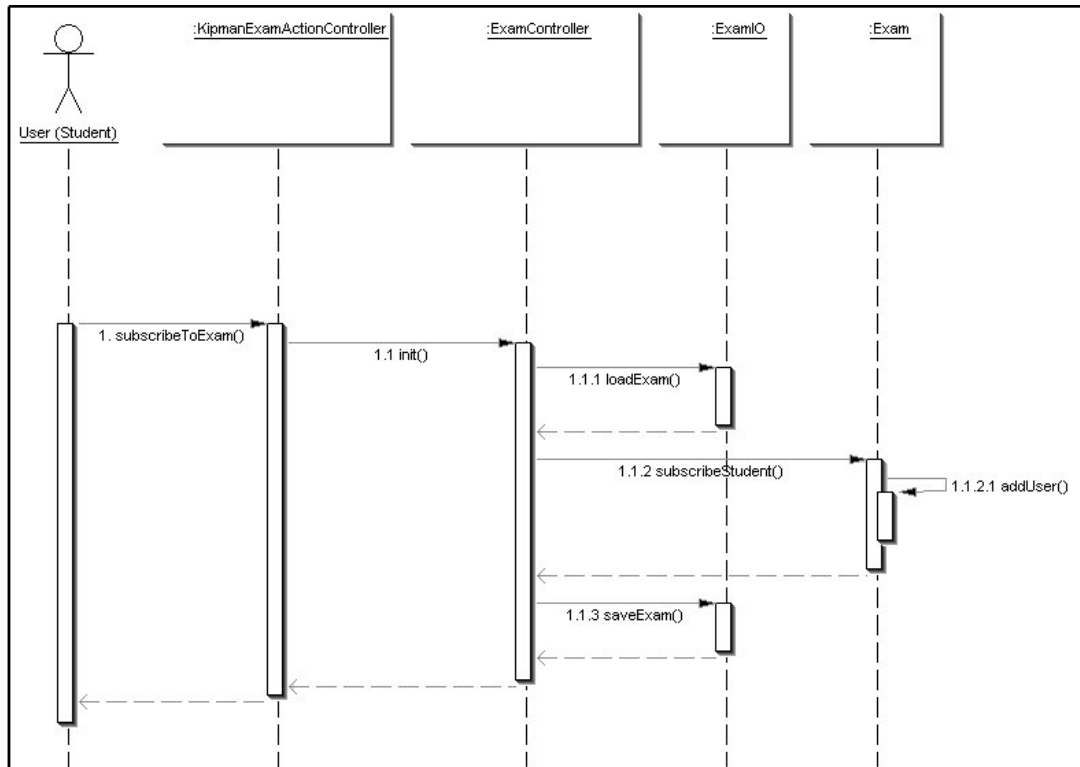 :KipmanExamActionController
:ExamController
:ExamIO
:Exam
User (Student)
1. subscribeToExam()
1.1 init()
1.1.1 loadExam()
1.1.2 subscribeStudent()
1.1.2.1 addUser()
1.1.3 saveExam()